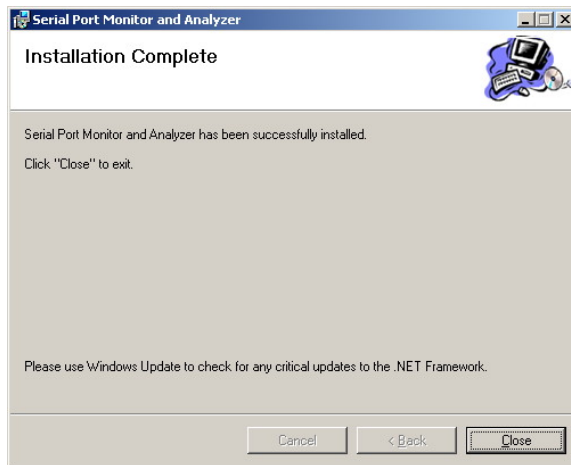 Serial Port Monitor and Analyzer
Installation Complete
Serial Port Monitor and Analyzer has been successfully installed.
Click "Close" to exit.
Please use Windows Update to check for any critical updates to the .NET Framework.
Cancel
< Back
Close